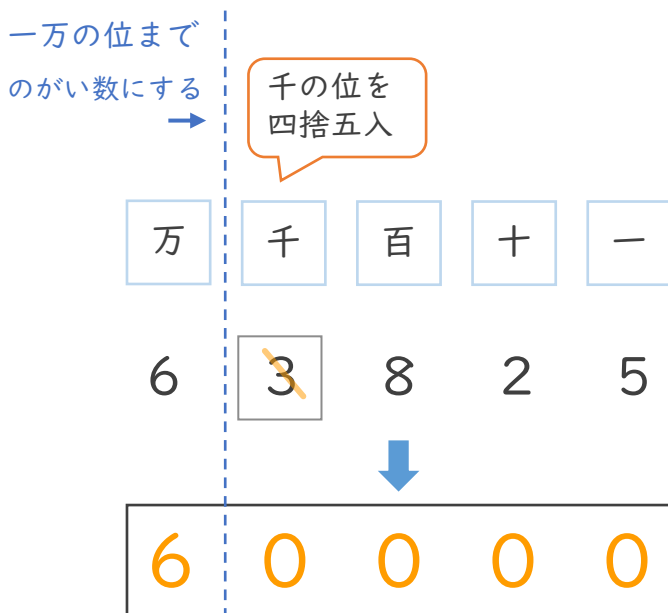 一万の位まで
のがい数にする
→
千の位を
四捨五入
万 千 百 十 一
6 3 8 2 5
6 0 0 0 0